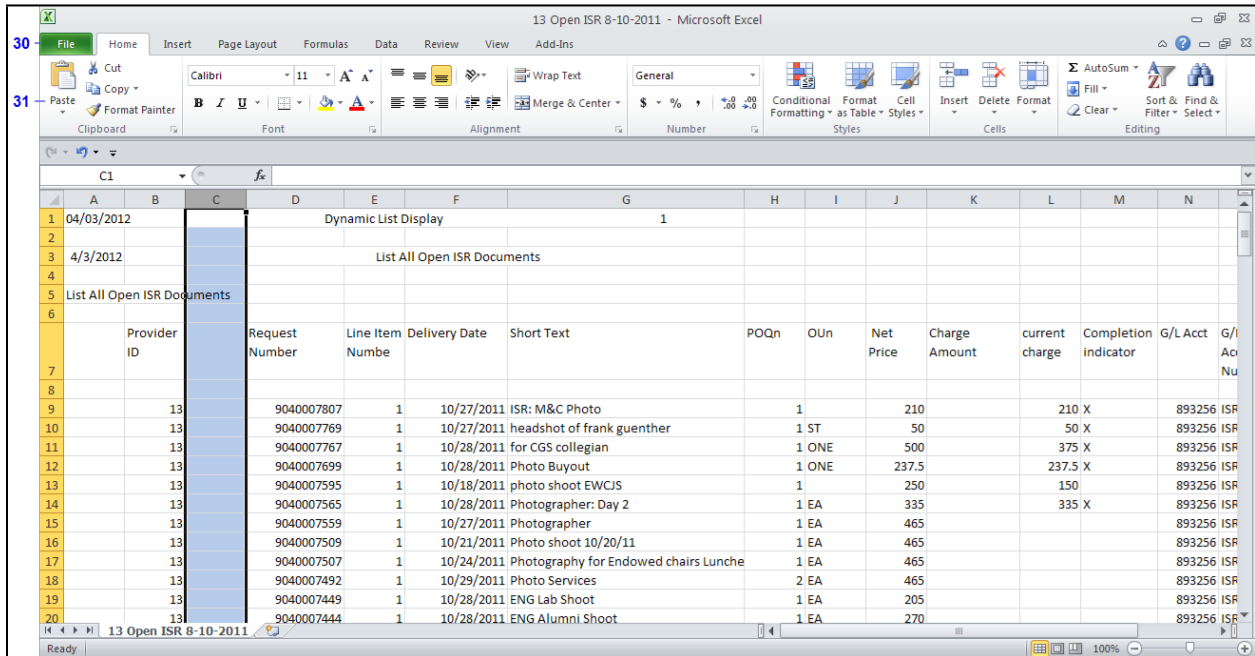 13 Open ISR 8-10-2011 - Microsoft Excel
30 File Home Insert Page Layout Formulas Data Review View Add-Ins
Cut Calibri 11 A A Wrap Text General Σ AutoSum
Copy Fill
31 Paste Format Painter B I U A Merge & Center $ % , .0 .00 .00 .0 Conditional Formatting Format as Table Cell Styles Insert Delete Format Clear Sort & Filter Find & Select
Clipboard Font Alignment Number Styles Cells Editing
C1 fx
A B C D E F G H I J K L M N
1 04/03/2012 Dynamic List Display 1
2
3 4/3/2012 List All Open ISR Documents
4
5 List All Open ISR Documents
6
Provider Request Line Item Delivery Date Short Text POQn OUn Net Charge current Completion G/L Acct G/
ID Number Numbe Price Amount charge indicator Ac
7 Nu
8
9 13 9040007807 1 10/27/2011 ISR: M&C Photo 1 210 210 X 893256 ISR
10 13 9040007769 1 10/27/2011 headshot of frank guenther 1 ST 50 50 X 893256 ISR
11 13 9040007767 1 10/28/2011 for CGS collegian 1 ONE 500 375 X 893256 ISR
12 13 9040007699 1 10/28/2011 Photo Buyout 1 ONE 237.5 237.5 X 893256 ISR
13 13 9040007595 1 10/18/2011 photo shoot EWCJS 1 250 150 893256 ISR
14 13 9040007565 1 10/28/2011 Photographer: Day 2 1 EA 335 335 X 893256 ISR
15 13 9040007559 1 10/27/2011 Photographer 1 EA 465 893256 ISR
16 13 9040007509 1 10/21/2011 Photo shoot 10/20/11 1 EA 465 893256 ISR
17 13 9040007507 1 10/24/2011 Photography for Endowed chairs Lunche 1 EA 465 893256 ISR
18 13 9040007492 1 10/29/2011 Photo Services 2 EA 465 893256 ISR
19 13 9040007449 1 10/28/2011 ENG Lab Shoot 1 EA 205 893256 ISR
20 13 9040007444 1 10/28/2011 ENG Alumni Shoot 1 EA 270 893256 ISR
13 Open ISR 8-10-2011
Ready 100%